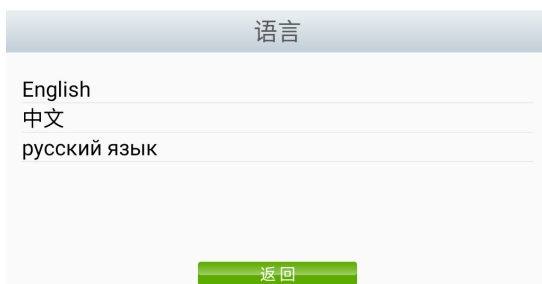 语言
English
中文
русский язык
返回